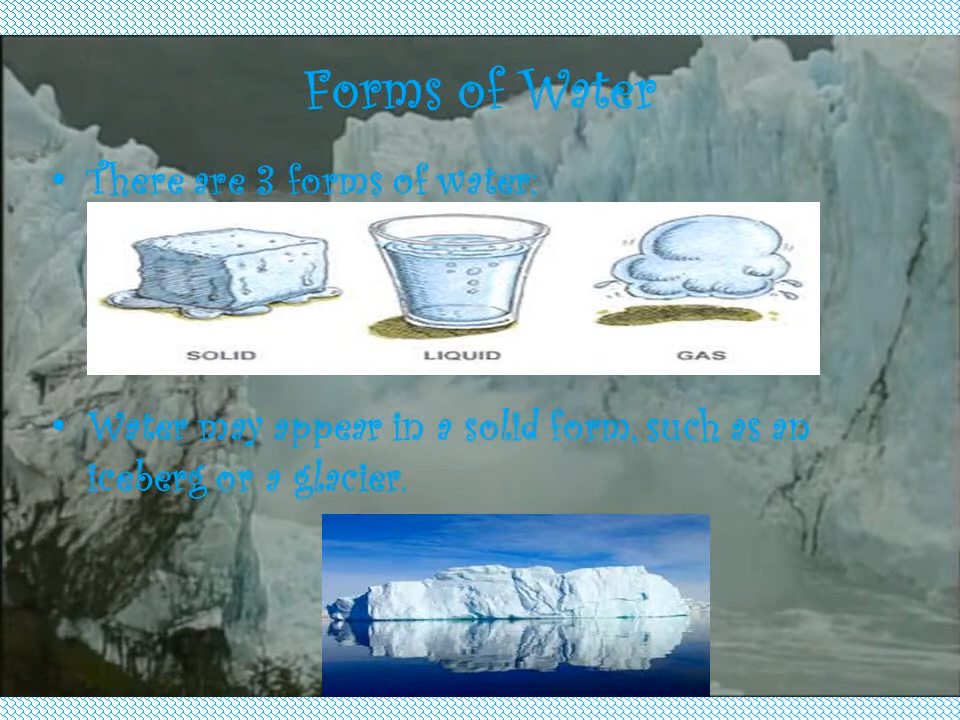 Forms of Water
• There are 3 forms of water:
SOLID LIQUID GAS
• Water may appear in a solid form, such as an
iceberg or a glacier.